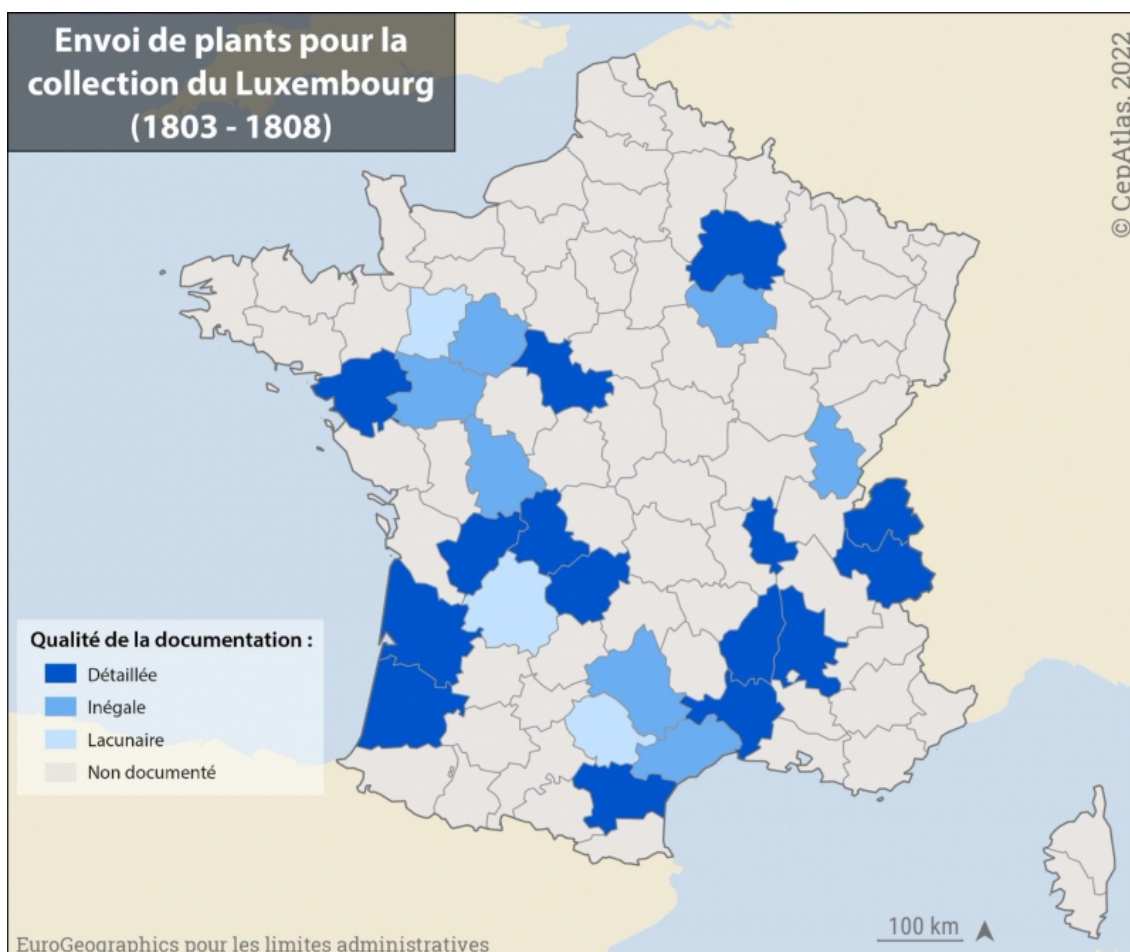 Envoi de plants pour la
collection du Luxembourg
(1803 - 1808)
© CepAtlas, 2022
Qualité de la documentation :
Détaillée
Inégale
Lacunaire
Non documenté
100 km
EuroGeographics pour les limites administratives